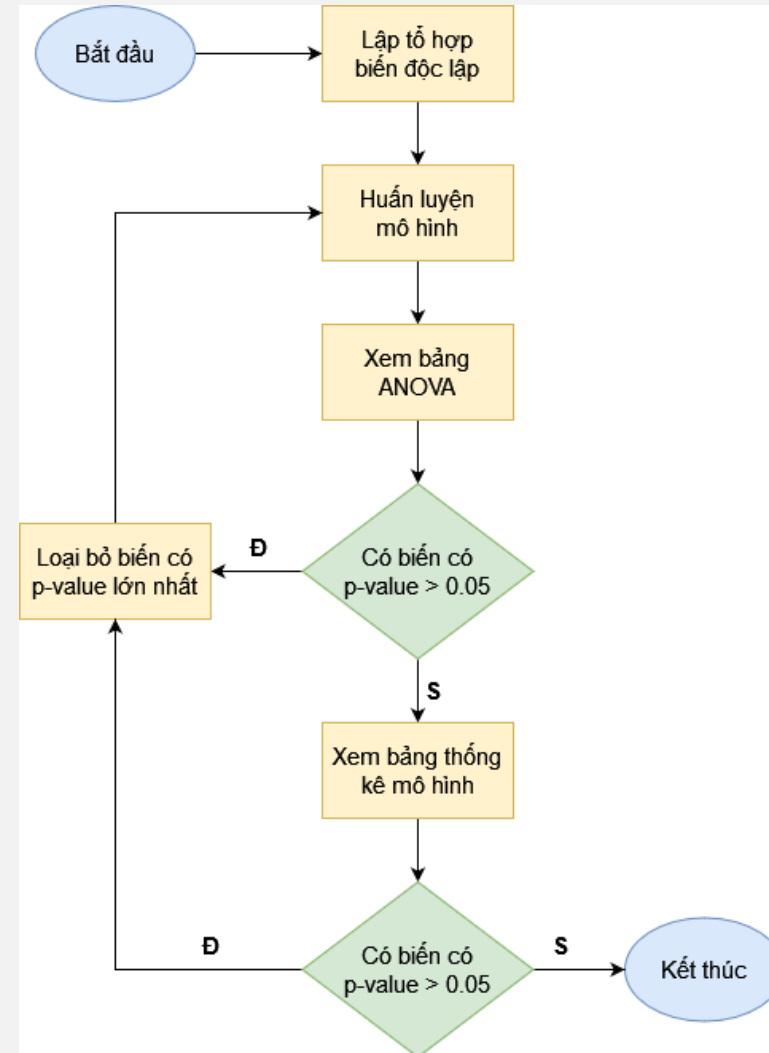 Bắt đầu
Lập tổ hợp
biến độc lập
Huấn luyện
mô hình
Xem bảng
ANOVA
Có biến có
p-value > 0.05
Đ
Loại bỏ biến có
p-value lớn nhất
S
Xem bảng thống
kê mô hình
Có biến có
p-value > 0.05
Đ
S
Kết thúc